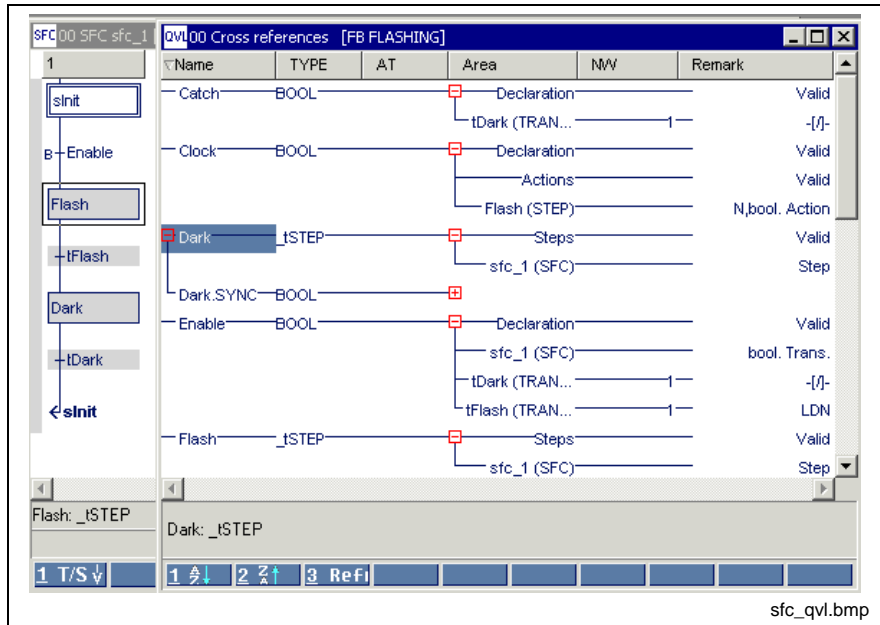 SFC 00 SFC sfc_1
QVL 00 Cross references [FB FLASHING]
1
Name TYPE AT Area NW Remark
sInit
B Enable
Flash
tFlash
Dark
tDark
sInit
Catch BOOL Declaration Valid
tDark (TRAN... 1 -[/]-
Clock BOOL Declaration Valid
Actions Valid
Flash (STEP) N,bool. Action
Dark _tSTEP Steps Valid
sfc_1 (SFC) Step
Dark.SYNC BOOL
Enable BOOL Declaration Valid
sfc_1 (SFC) bool. Trans.
tDark (TRAN... 1 -[/]-
tFlash (TRAN... 1 LDN
Flash _tSTEP Steps Valid
sfc_1 (SFC) Step
Flash: _tSTEP
Dark: _tSTEP
1 T/S
1 A Z 2 Z A 3 Refr
sfc_qvl.bmp